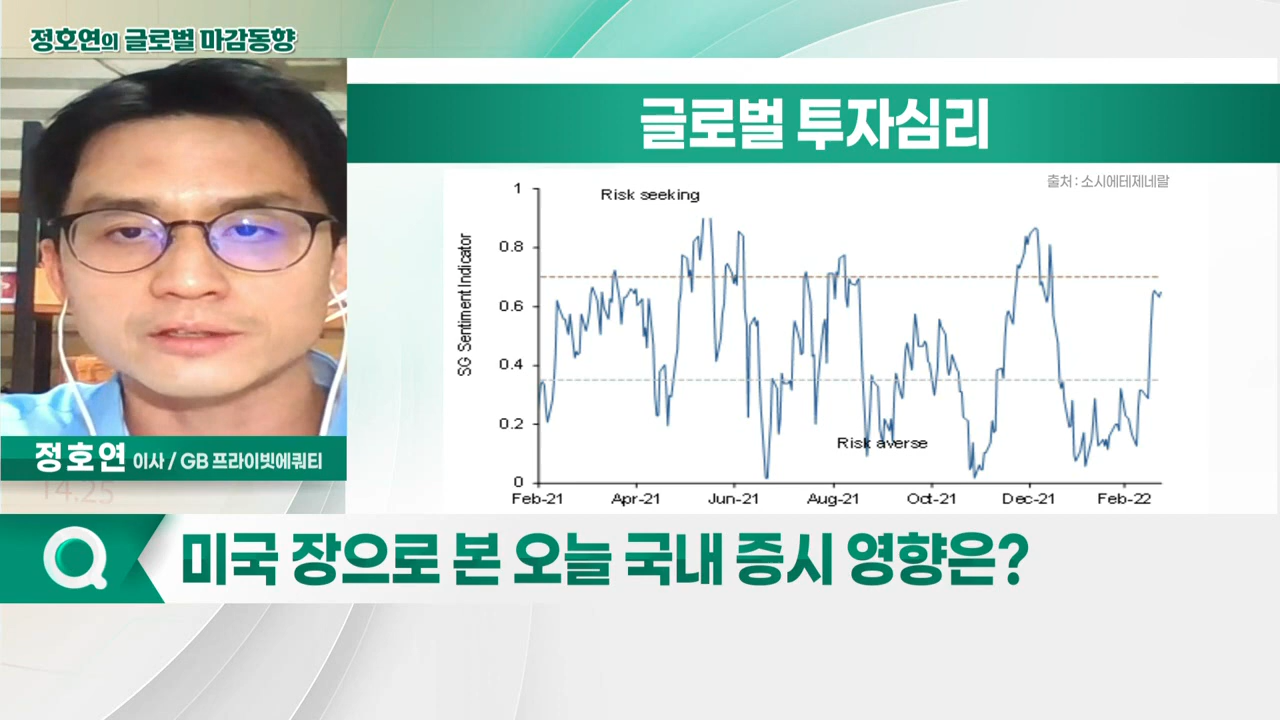 정호연의 글로벌 마감동향
글로벌 투자심리
출처 : 소시에테제네랄
Risk seeking
SG Sentiment Indicator
1
0.8
0.6
0.4
0.2
0
Risk averse
Feb-21 Apr-21 Jun-21 Aug-21 Oct-21 Dec-21 Feb-22
정호연 이사 / GB 프라이빗에쿼티
14.25
Q 미국 장으로 본 오늘 국내 증시 영향은?